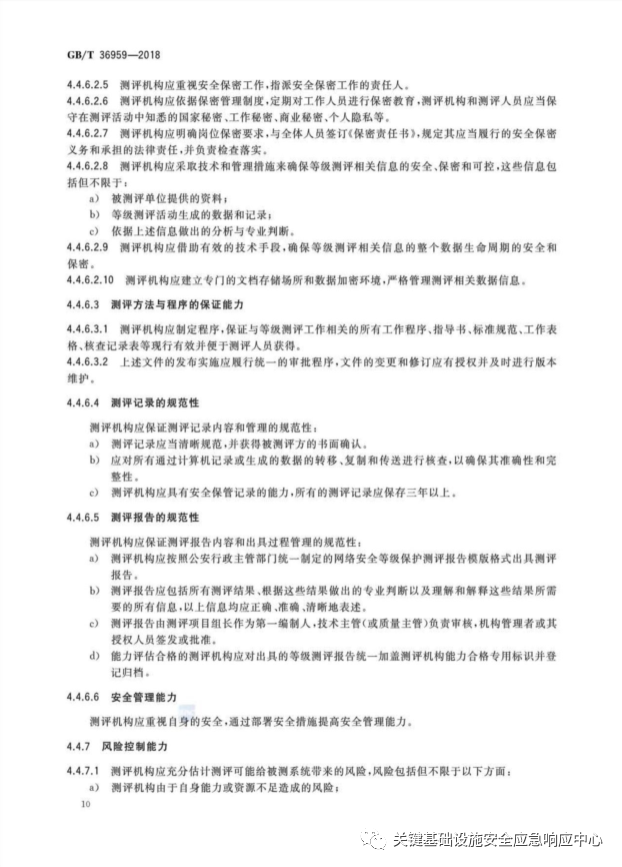 GB/T 36959—2018
4.4.6.2.5 测评机构应重视安全保密工作,指派安全保密工作的责任人。
4.4.6.2.6 测评机构应依据保密管理制度,定期对工作人员进行保密教育,测评机构和测评人员应当保
守在测评活动中知悉的国家秘密、工作秘密、商业秘密、个人隐私等。
4.4.6.2.7 测评机构应明确岗位保密要求,与全体人员签订《保密责任书》,规定其应当履行的安全保密
义务和承担的法律责任,并负责检查落实。
4.4.6.2.8 测评机构应采取技术和管理措施来确保等级测评相关信息的安全、保密和可控,这些信息包
括但不限于:
a) 被测评单位提供的资料;
b) 等级测评活动生成的数据和记录;
c) 依据上述信息做出的分析与专业判断。
4.4.6.2.9 测评机构应借助有效的技术手段,确保等级测评相关信息的整个数据生命周期的安全和
保密。
4.4.6.2.10 测评机构应建立专门的文档存储场所和数据加密环境,严格管理测评相关数据信息。
4.4.6.3 测评方法与程序的保证能力
4.4.6.3.1 测评机构应制定程序,保证与等级测评工作相关的所有工作程序、指导书、标准规范、工作表
格、核查记录表等现行有效并便于测评人员获得。
4.4.6.3.2 上述文件的发布实施应履行统一的审批程序,文件的变更和修订应有授权并及时进行版本
维护。
4.4.6.4 测评记录的规范性
测评机构应保证测评记录内容和管理的规范性:
a) 测评记录应当清晰规范,并获得被测评方的书面确认。
b) 应对所有通过计算机记录或生成的数据的转移、复制和传送进行核查,以确保其准确性和完
整性。
c) 测评机构应具有安全保管记录的能力,所有的测评记录应保存三年以上。
4.4.6.5 测评报告的规范性
测评机构应保证测评报告内容和出具过程管理的规范性:
a) 测评机构应按照公安行政主管部门统一制定的网络安全等级保护测评报告模版格式出具测评
报告。
b) 测评报告应包括所有测评结果、根据这些结果做出的专业判断以及理解和解释这些结果所需
要的所有信息,以上信息均应正确、准确、清晰地表述。
c) 测评报告由测评项目组长作为第一编制人,技术主管(或质量主管)负责审核,机构管理者或其
授权人员签发或批准。
d) 能力评估合格的测评机构应对出具的等级测评报告统一加盖测评机构能力合格专用标识并登
记归档。
4.4.6.6 安全管理能力
测评机构应重视自身的安全,通过部署安全措施提高安全管理能力。
4.4.7 风险控制能力
4.4.7.1 测评机构应充分估计测评可能给被测系统带来的风险,风险包括但不限于以下方面:
a) 测评机构由于自身能力或资源不足造成的风险;
10
关键基础设施安全应急响应中心